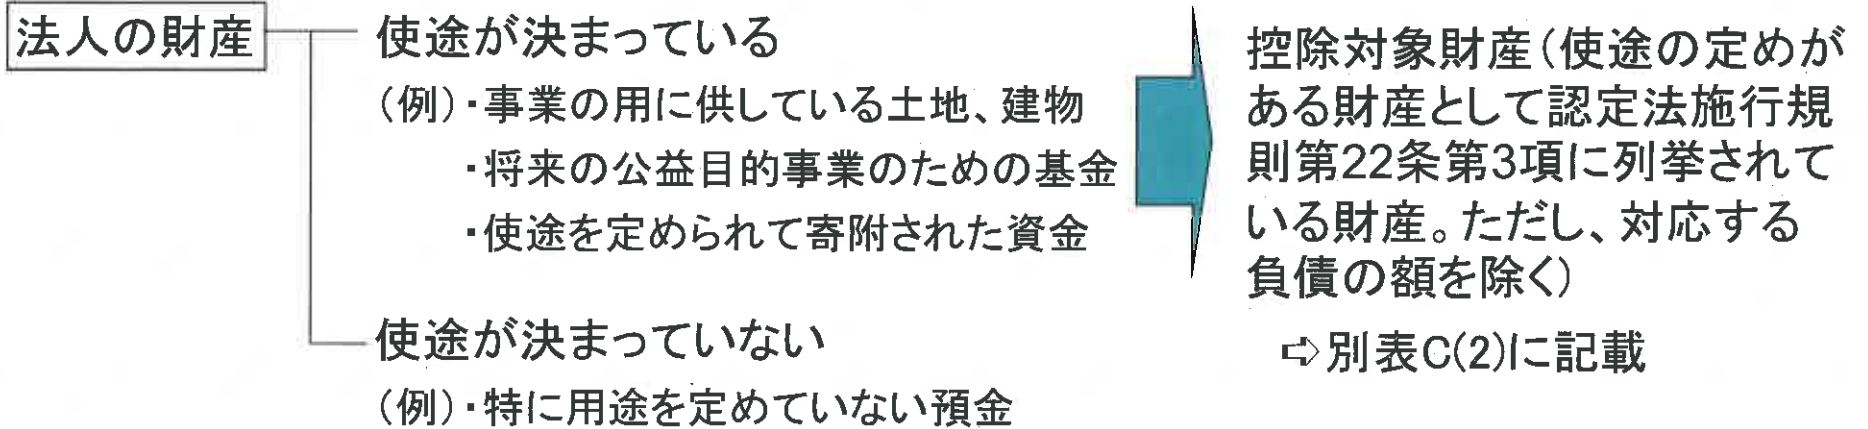 法人の財産
使途が決まっている
(例)・事業の用に供している土地、建物
・将来の公益目的事業のための基金
・使途を定められて寄附された資金
使途が決まっていない
(例)・特に用途を定めていない預金
控除対象財産(使途の定めが
ある財産として認定法施行規
則第22条第3項に列挙されて
いる財産。ただし、対応する
負債の額を除く)
⇨別表C(2)に記載